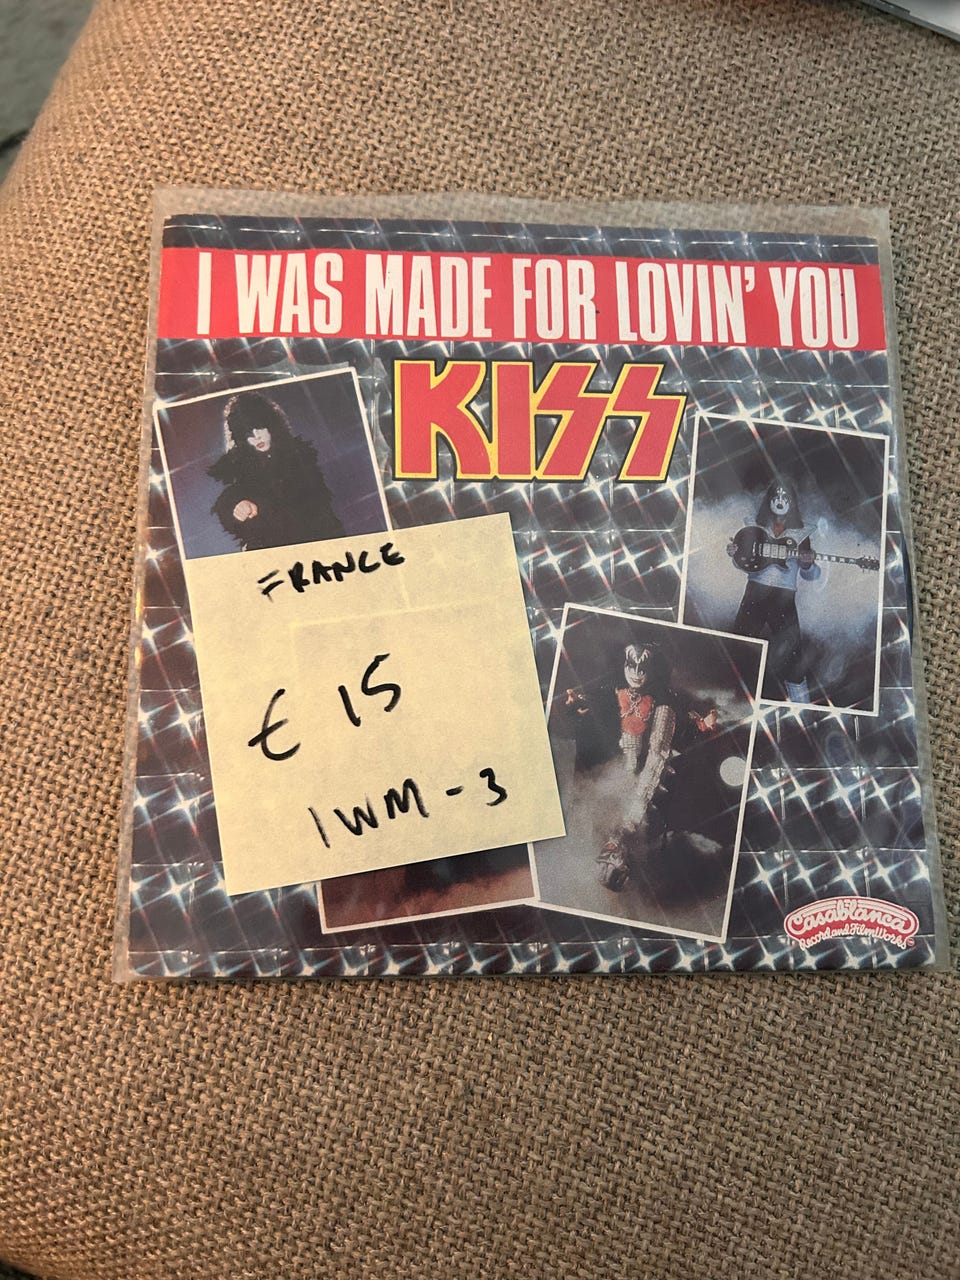 I WAS MADE FOR LOVIN' YOU
KISS
FRANCE
€ 15
IWM-3
Casablanca
Record and FilmWorks